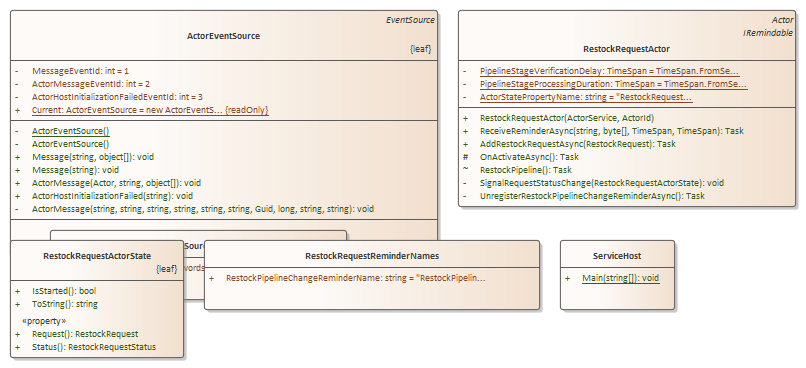 EventSource
ActorEventSource
{leaf}
- MessageEventId: int = 1
- ActorMessageEventId: int = 2
- ActorHostInitializationFailedEventId: int = 3
+ Current: ActorEventSource = new ActorEventS... {readOnly}
- ActorEventSource()
- ActorEventSource()
+ Message(string, object[]): void
+ Message(string): void
+ ActorMessage(Actor, string, object[]): void
+ ActorHostInitializationFailed(string): void
- ActorMessage(string, string, string, string, string, Guid, long, string, string): void
Actor
IRemindable
RestockRequestActor
- PipelineStageVerificationDelay: TimeSpan = TimeSpan.FromSe...
- PipelineStageProcessingDuration: TimeSpan = TimeSpan.FromSe...
- ActorStatePropertyName: string = "RestockRequest...
+ RestockRequestActor(ActorService, ActorId)
+ ReceiveReminderAsync(string, byte[], TimeSpan, TimeSpan): Task
+ AddRestockRequestAsync(RestockRequest): Task
# OnActivateAsync(): Task
~ RestockPipeline(): Task
- SignalRequestStatusChange(RestockRequestActorState): void
- UnregisterRestockPipelineChangeReminderAsync(): Task
RestockRequestActorState
{leaf}
+ IsStarted(): bool
+ ToString(): string
«property»
+ Request(): RestockRequest
+ Status(): RestockRequestStatus
RestockRequestReminderNames
+ RestockPipelineChangeReminderName: string = "RestockPipelin...
ServiceHost
+ Main(string[]): void